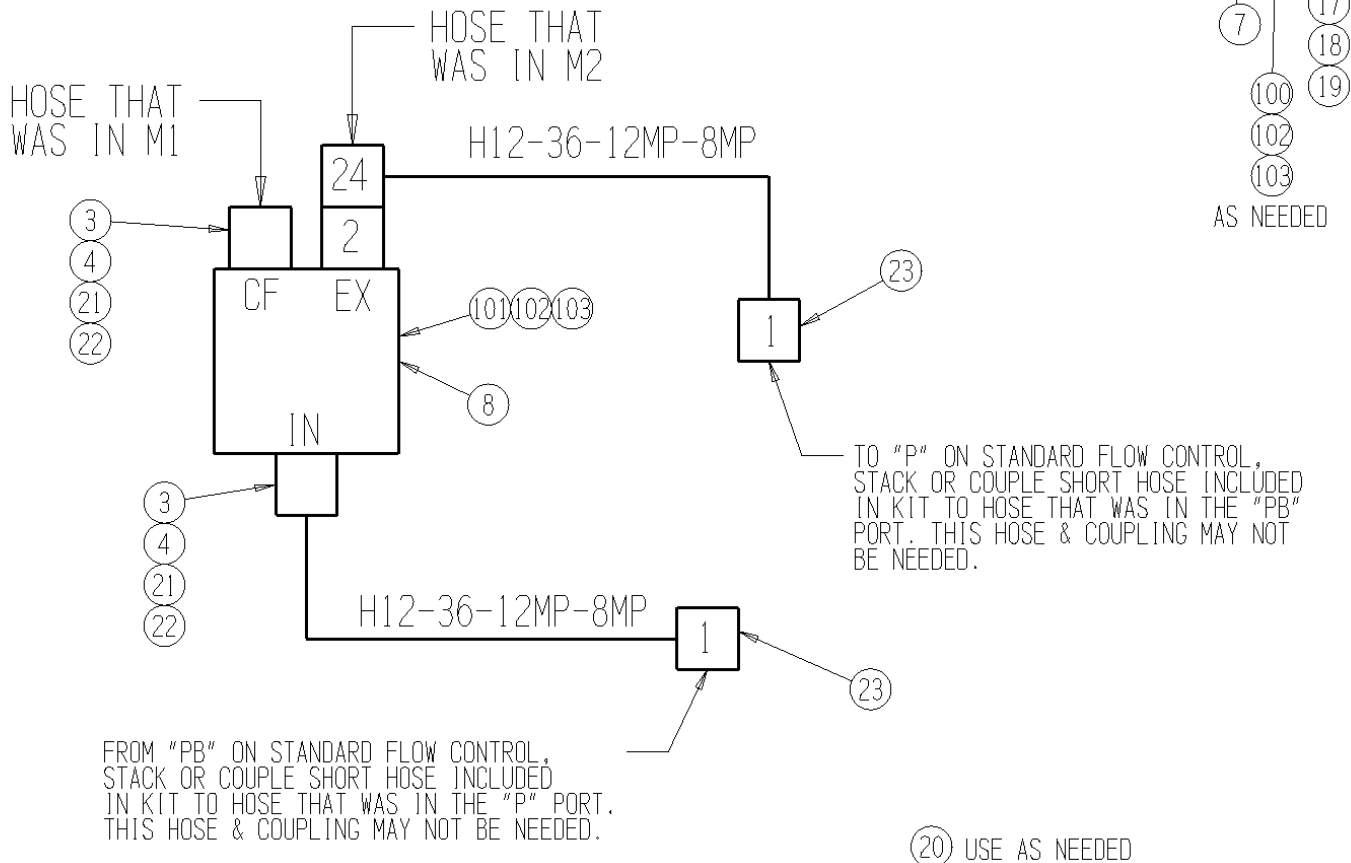 HOSE THAT
WAS IN M2
HOSE THAT
WAS IN M1
H12-36-12MP-8MP
7
17
18
19
100
102
103
AS NEEDED
24
2
3
4
21
22
CF EX
101 102 103
8
IN
23
1
TO "P" ON STANDARD FLOW CONTROL,
STACK OR COUPLE SHORT HOSE INCLUDED
IN KIT TO HOSE THAT WAS IN THE "PB"
PORT. THIS HOSE & COUPLING MAY NOT
BE NEEDED.
3
4
21
22
H12-36-12MP-8MP
1
23
FROM "PB" ON STANDARD FLOW CONTROL,
STACK OR COUPLE SHORT HOSE INCLUDED
IN KIT TO HOSE THAT WAS IN THE "P" PORT.
THIS HOSE & COUPLING MAY NOT BE NEEDED.
20 USE AS NEEDED